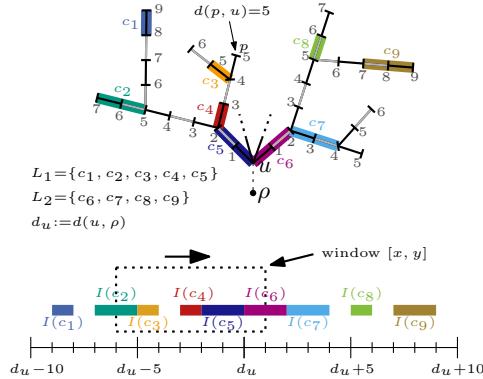 d(p, u)=5
9
8
7
6
c₁
7
6
5
c₂
4
3
2
6
5
5
p
4
c₃
3
c₄
c₅
1
7
c₈
5
6
7
8
9
c₉
4
3
2
1
c₆
c₇
3
4
5
6
5
u
ρ
L₁={c₁, c₂, c₃, c₄, c₅}
L₂={c₆, c₇, c₈, c₉}
dᵤ:=d(u, ρ)
window [x, y]
I(c₂) I(c₄) I(c₆) I(c₈)
I(c₁) I(c₃) I(c₅) I(c₇) I(c₉)
dᵤ−10 dᵤ−5 dᵤ dᵤ+5 dᵤ+10